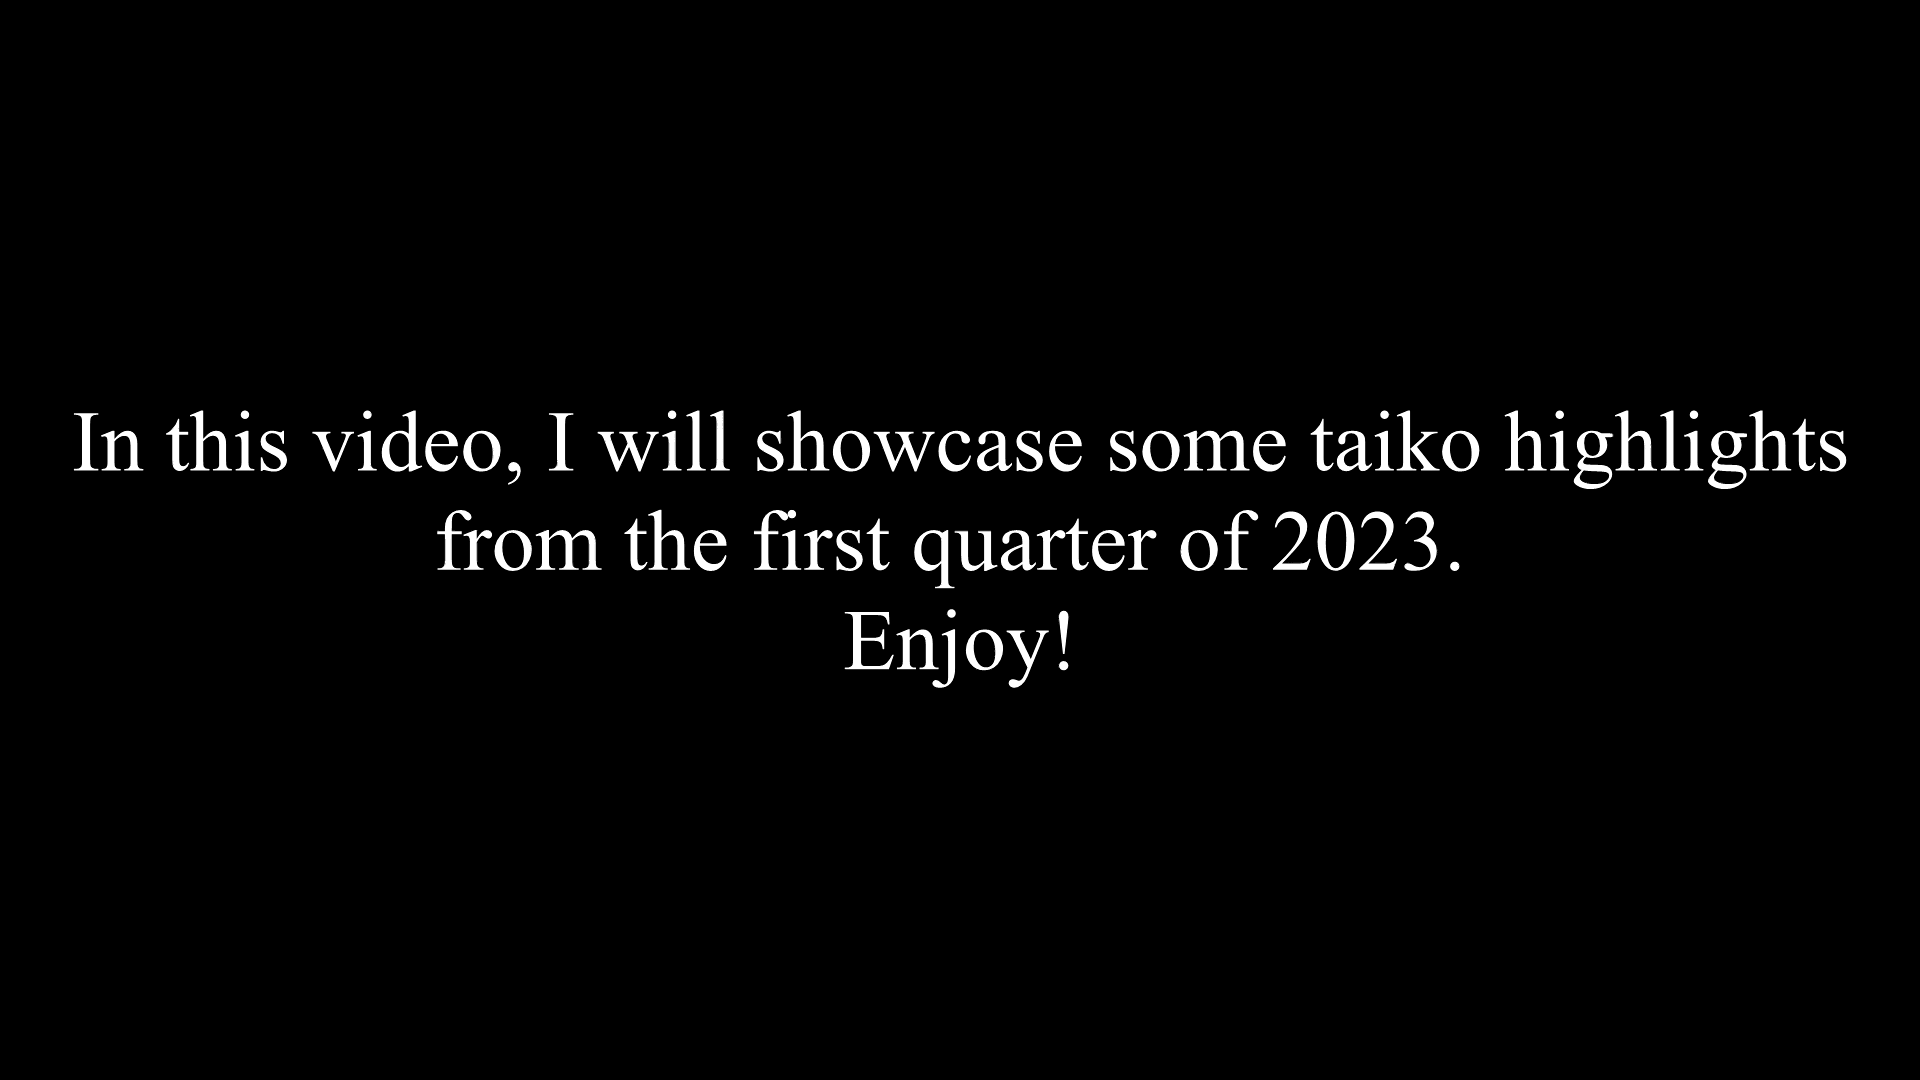 In this video, I will showcase some taiko highlights
from the first quarter of 2023.
Enjoy!